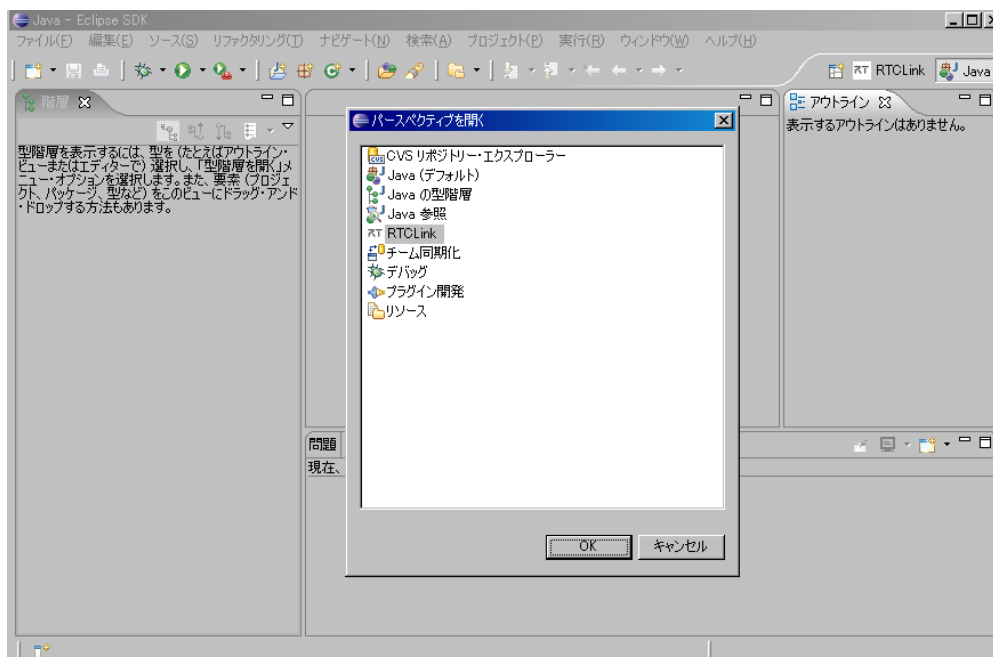 Java - Eclipse SDK
ファイル(F) 編集(E) ソース(S) リファクタリング(T) ナビゲート(N) 検索(A) プロジェクト(P) 実行(R) ウィンドウ(W) ヘルプ(H)
RT RTCLink Java
階層
アウトライン
表示するアウトラインはありません。
型階層を表示するには、型を (たとえばアウトライン・
ビューまたはエディターで) 選択し、「型階層を開く」メ
ニュー・オプションを選択します。また、要素 (プロジェ
クト、パッケージ、型など) をこのビューにドラッグ・アンド
・ドロップする方法もあります。
パースペクティブを開く
CVS リポジトリー・エクスプローラー
Java (デフォルト)
Java の型階層
Java 参照
RT RTCLink
チーム同期化
デバッグ
プラグイン開発
リソース
OK キャンセル
問題
現在、